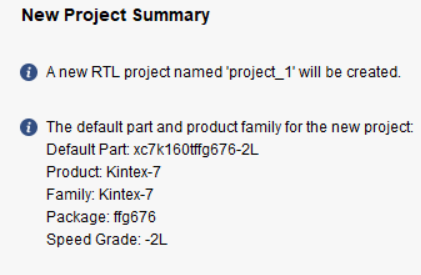 New Project Summary
A new RTL project named 'project_1' will be created.
The default part and product family for the new project:
Default Part: xc7k160tffg676-2L
Product: Kintex-7
Family: Kintex-7
Package: ffg676
Speed Grade: -2L